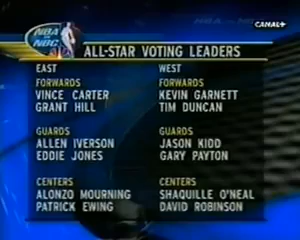 CANAL+
NBA
ON
NBC
ALL-STAR VOTING LEADERS
EAST
FORWARDS
VINCE CARTER
GRANT HILL
GUARDS
ALLEN IVERSON
EDDIE JONES
CENTERS
ALONZO MOURNING
PATRICK EWING
WEST
FORWARDS
KEVIN GARNETT
TIM DUNCAN
GUARDS
JASON KIDD
GARY PAYTON
CENTERS
SHAQUILLE O'NEAL
DAVID ROBINSON